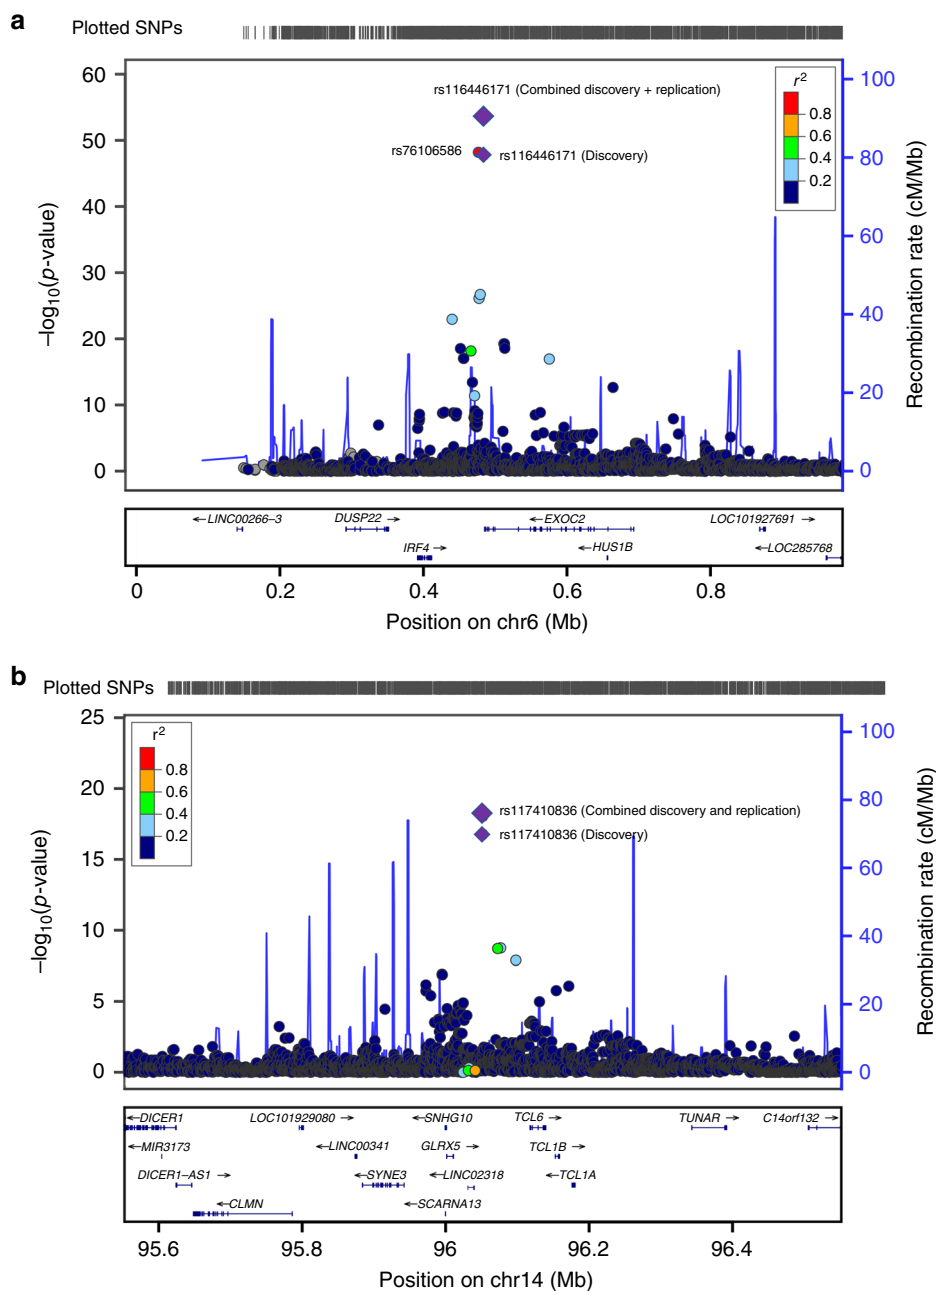 a
Plotted SNPs
60
50
40
30
20
10
0
−log10(p-value)
rs116446171 (Combined discovery + replication)
rs76106586
rs116446171 (Discovery)
r2
0.8
0.6
0.4
0.2
100
80
60
40
20
0
Recombination rate (cM/Mb)
←LINC00266–3
DUSP22 →
←EXOC2
LOC101927691 →
IRF4 →
←HUS1B
←LOC285768
0
0.2
0.4
0.6
0.8
Position on chr6 (Mb)
b
Plotted SNPs
25
20
15
10
5
0
−log10(p-value)
r2
0.8
0.6
0.4
0.2
rs117410836 (Combined discovery and replication)
rs117410836 (Discovery)
100
80
60
40
20
0
Recombination rate (cM/Mb)
←DICER1
LOC101929080 →
←SNHG10
TCL6 →
TUNAR →
C14orf132 →
←MIR3173
←LINC00341
GLRX5 →
TCL1B →
DICER1–AS1 →
←SYNE3
←LINC02318
←TCL1A
←CLMN
←SCARNA13
95.6
95.8
96
96.2
96.4
Position on chr14 (Mb)